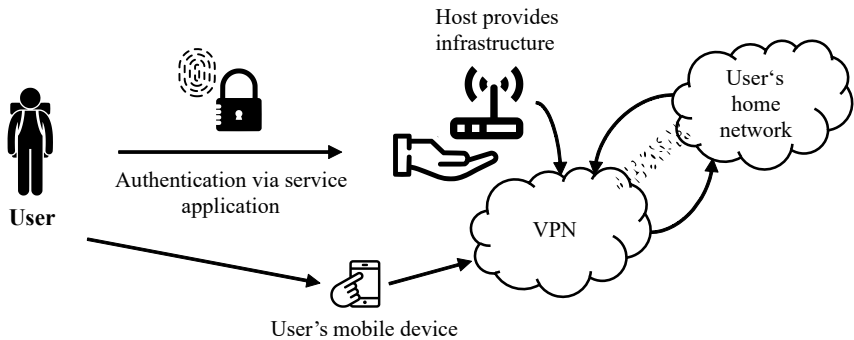 Host provides
infrastructure
User‘s
home
network
Authentication via service
application
User
VPN
User’s mobile device